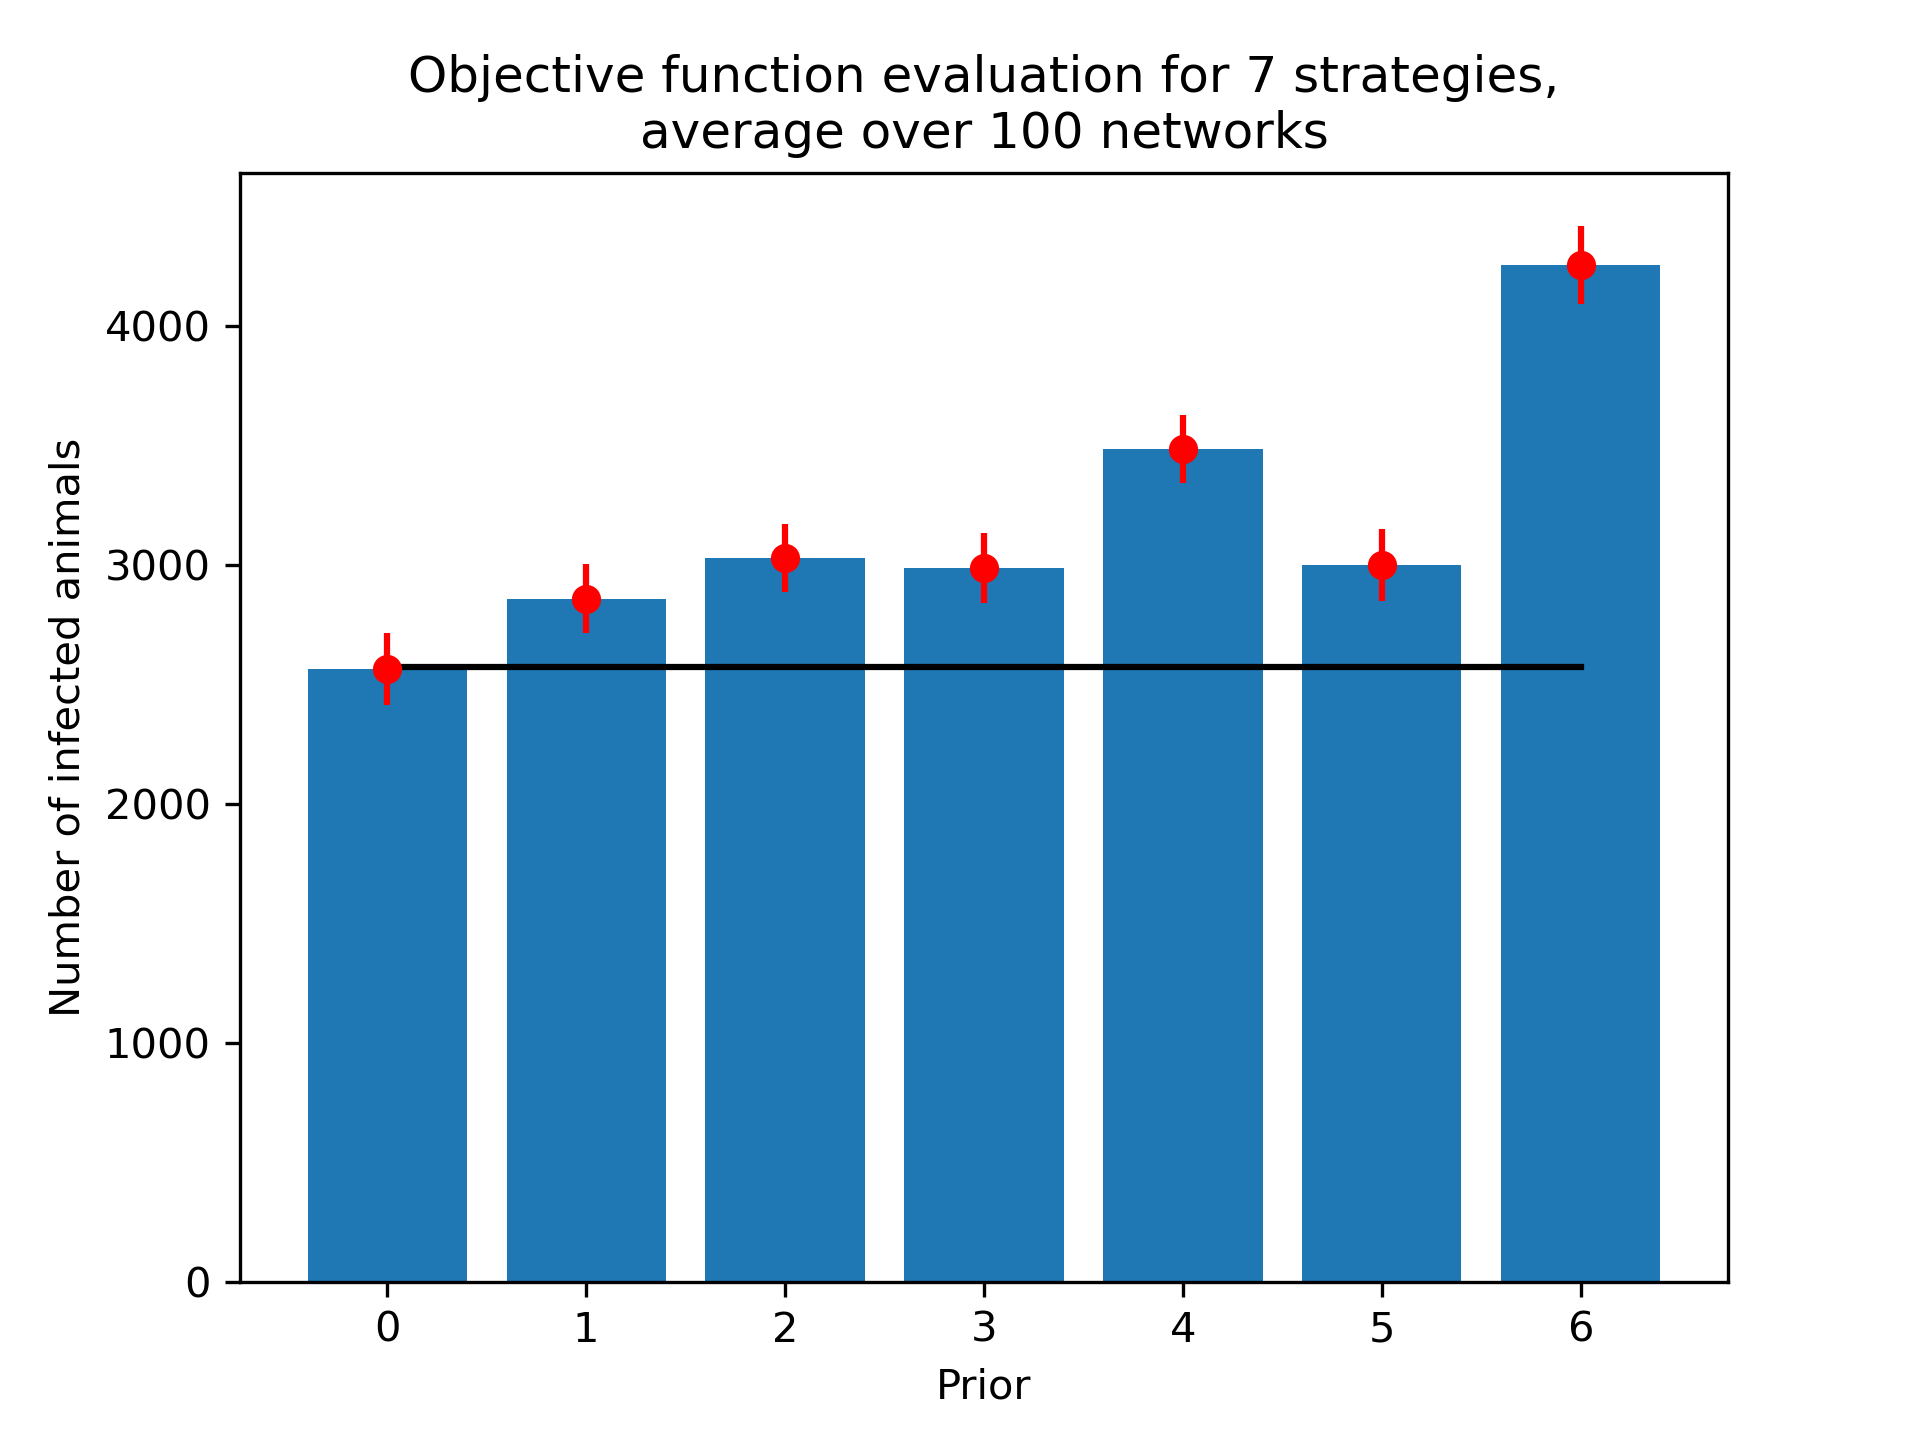 Objective function evaluation for 7 strategies,
average over 100 networks
Number of infected animals
4000
3000
2000
1000
0
0 1 2 3 4 5 6
Prior